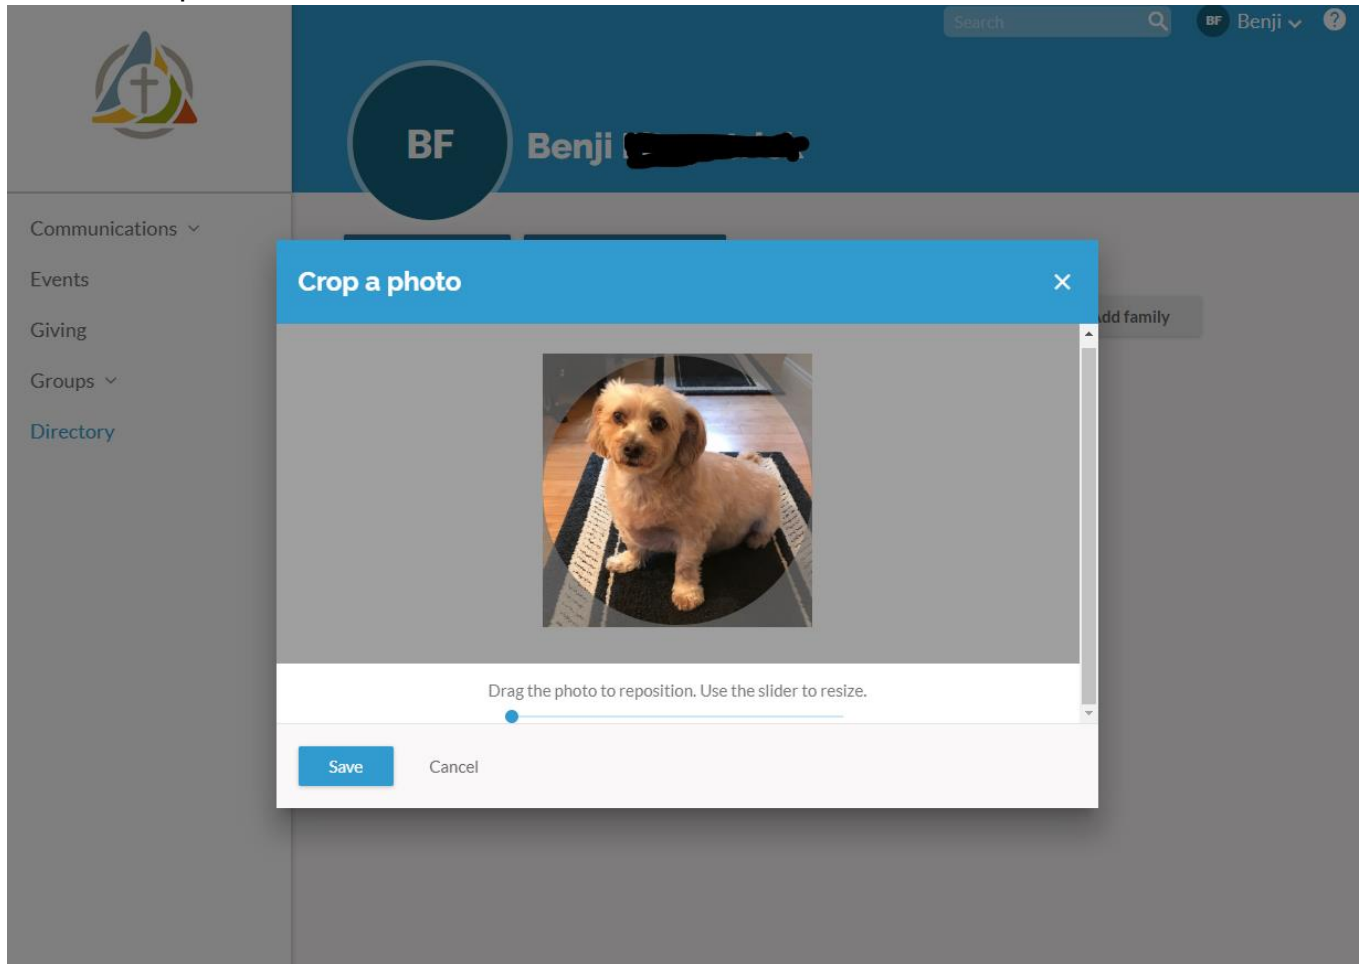 Search
BF Benji
?
BF
Benji
Communications
Events
Giving
Groups
Directory
Add family
Crop a photo
Drag the photo to reposition. Use the slider to resize.
Save Cancel